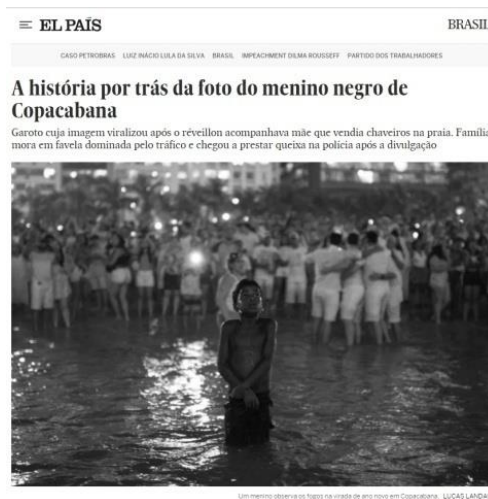 EL PAÍS
BRASIL
CASO PETROBRAS LUIZ INÁCIO LULA DA SILVA BRASIL IMPEACHMENT DILMA ROUSSEFF PARTIDO DOS TRABALHADORES
A história por trás da foto do menino negro de
Copacabana
Garoto cuja imagem viralizou após o réveillon acompanhava mãe que vendia chaveiros na praia. Família
mora em favela dominada pelo tráfico e chegou a prestar queixa na polícia após a divulgação
Um menino observa os fogos na virada de ano novo em Copacabana. LUCAS LANDA